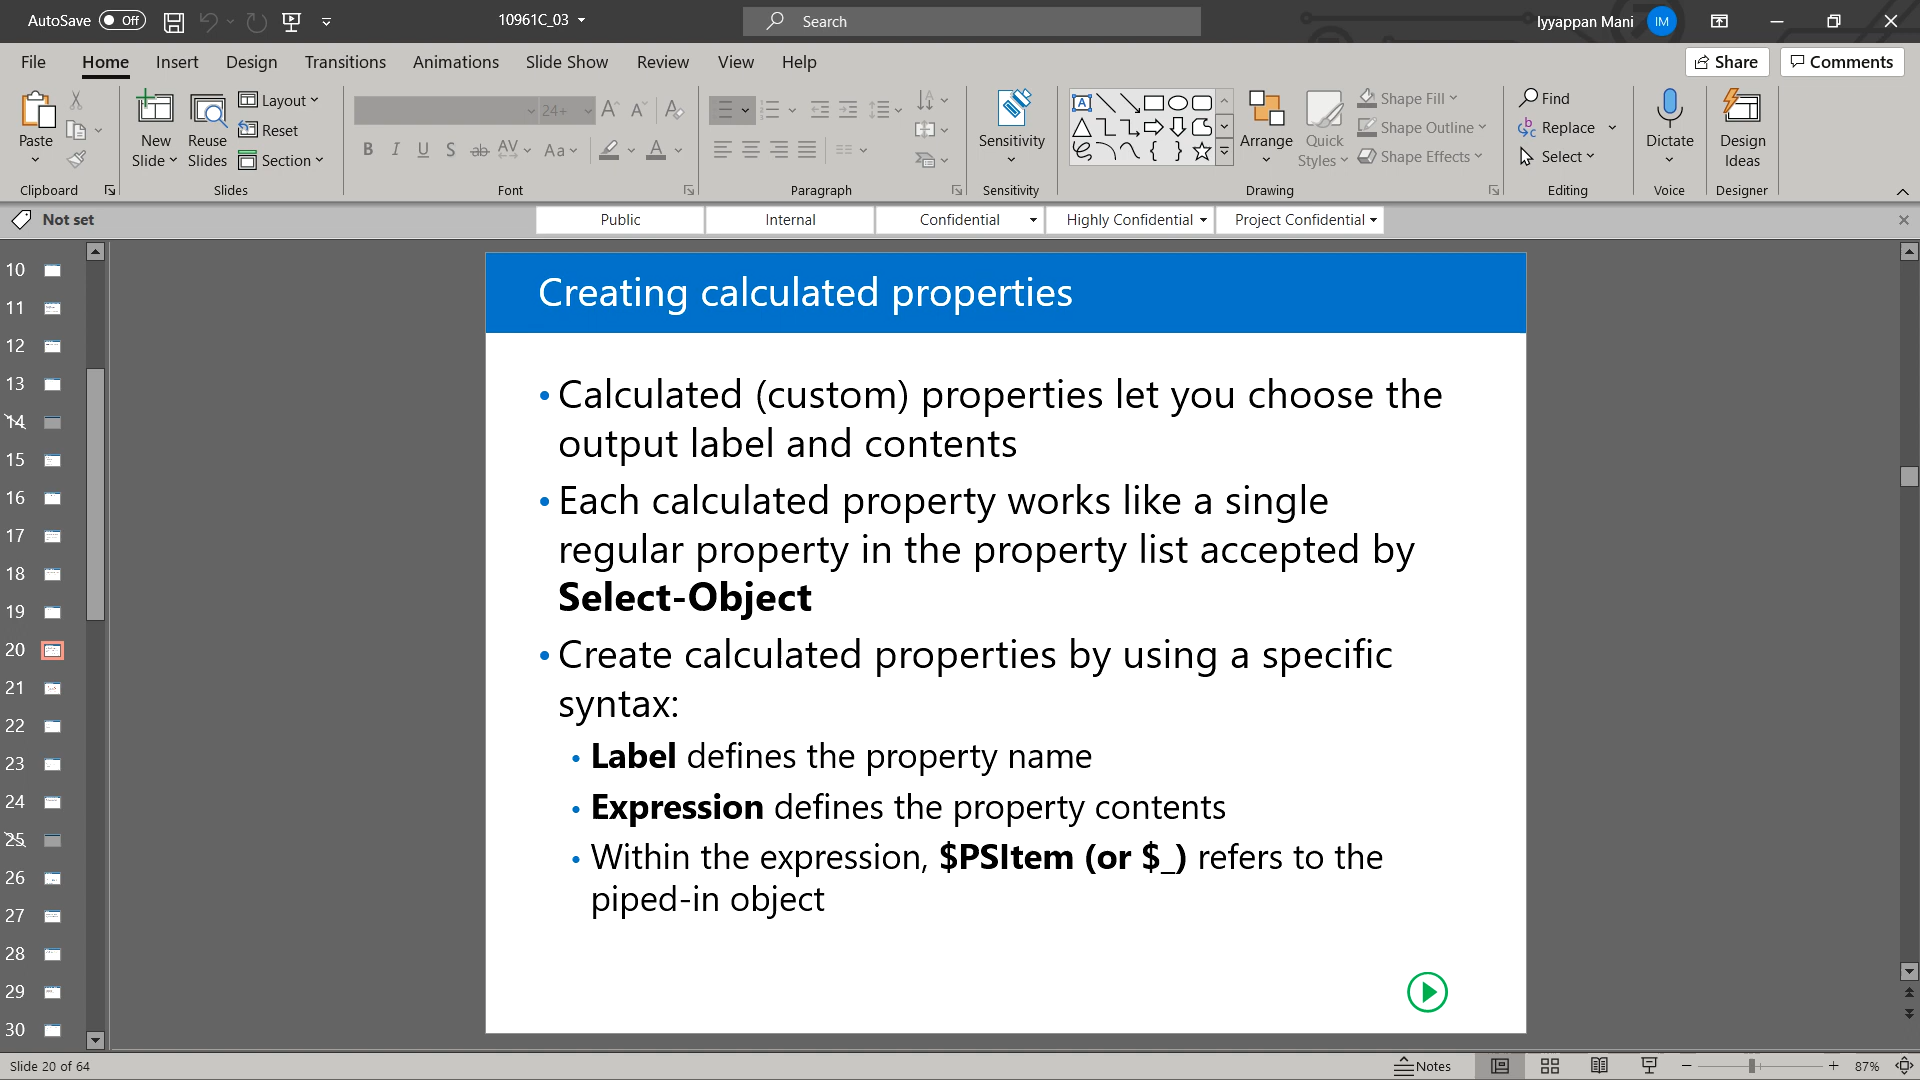 AutoSave Off 10961C_03 Search Iyyappan Mani IM
File Home Insert Design Transitions Animations Slide Show Review View Help Share Comments
Paste New Slide Reuse Slides Layout Reset Section
24+ B I U S ab AV Aa A
Sensitivity Arrange Quick Styles Shape Fill Shape Outline Shape Effects
Find Replace Select Dictate Design Ideas
Clipboard Slides Font Paragraph Sensitivity Drawing Editing Voice Designer
Not set Public Internal Confidential Highly Confidential Project Confidential
10
11
12
13
14
15
16
17
18
19
20
21
22
23
24
25
26
27
28
29
30
Creating calculated properties
• Calculated (custom) properties let you choose the
output label and contents
• Each calculated property works like a single
regular property in the property list accepted by
Select-Object
• Create calculated properties by using a specific
syntax:
• Label defines the property name
• Expression defines the property contents
• Within the expression, $PSItem (or $_) refers to the
piped-in object
Slide 20 of 64 Notes 87%